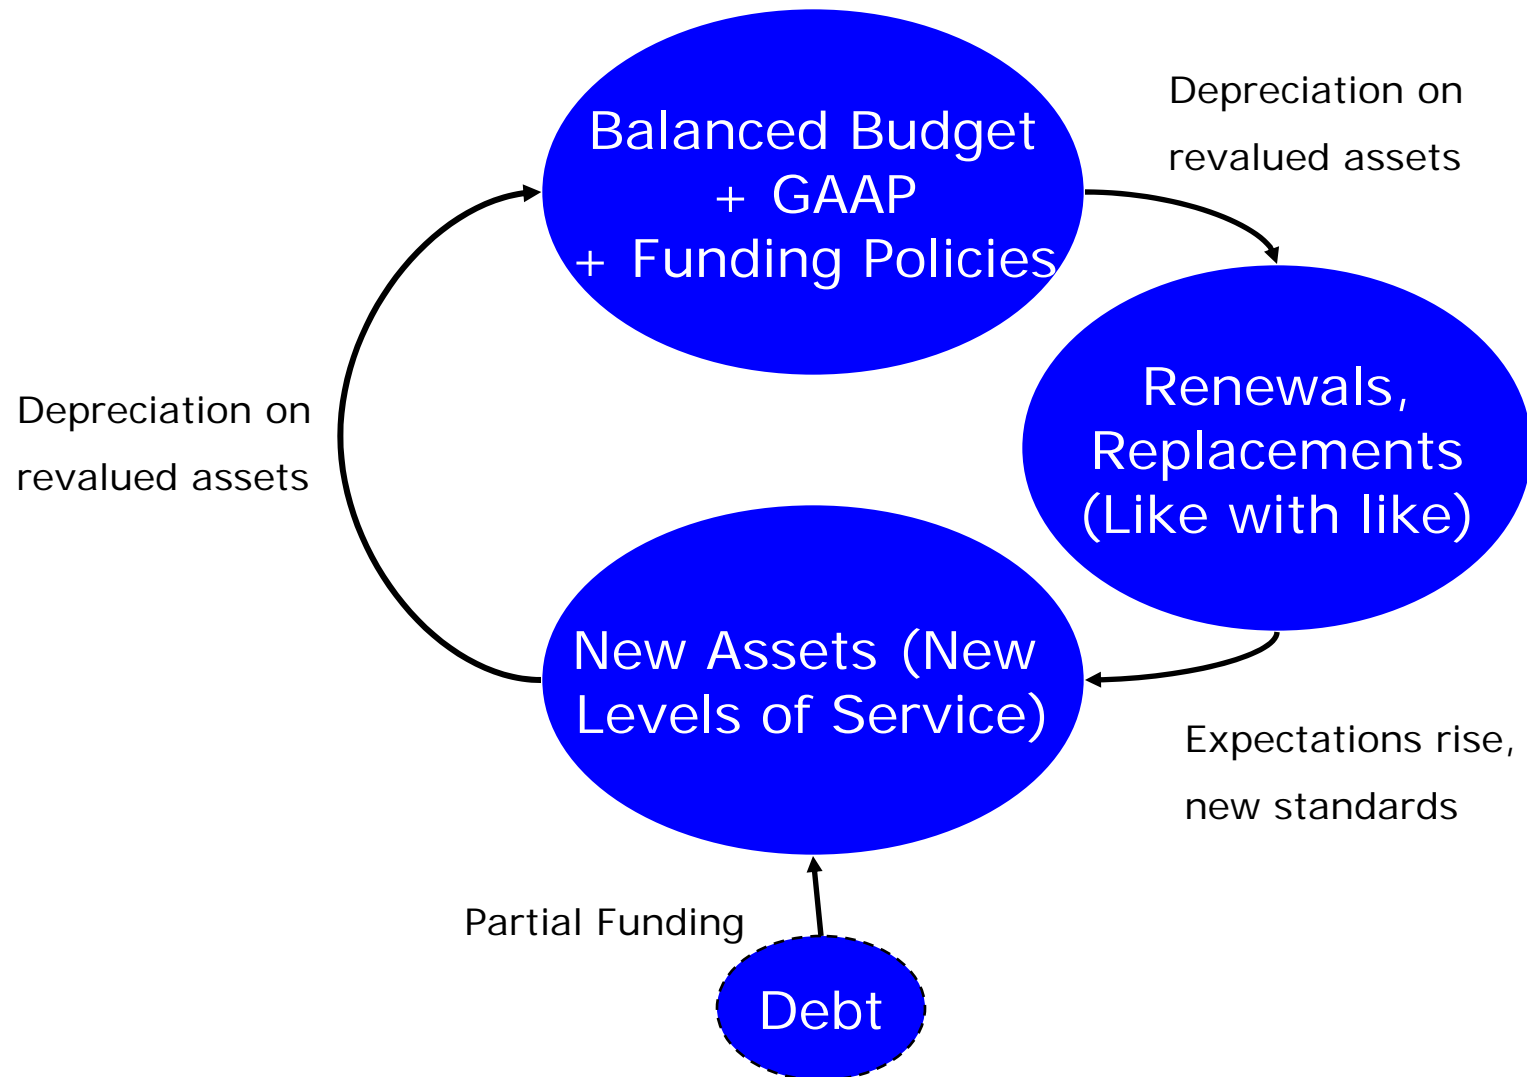 Balanced Budget
+ GAAP
+ Funding Policies
Depreciation on
revalued assets
Renewals,
Replacements
(Like with like)
Expectations rise,
new standards
New Assets (New
Levels of Service)
Depreciation on
revalued assets
Partial Funding
Debt